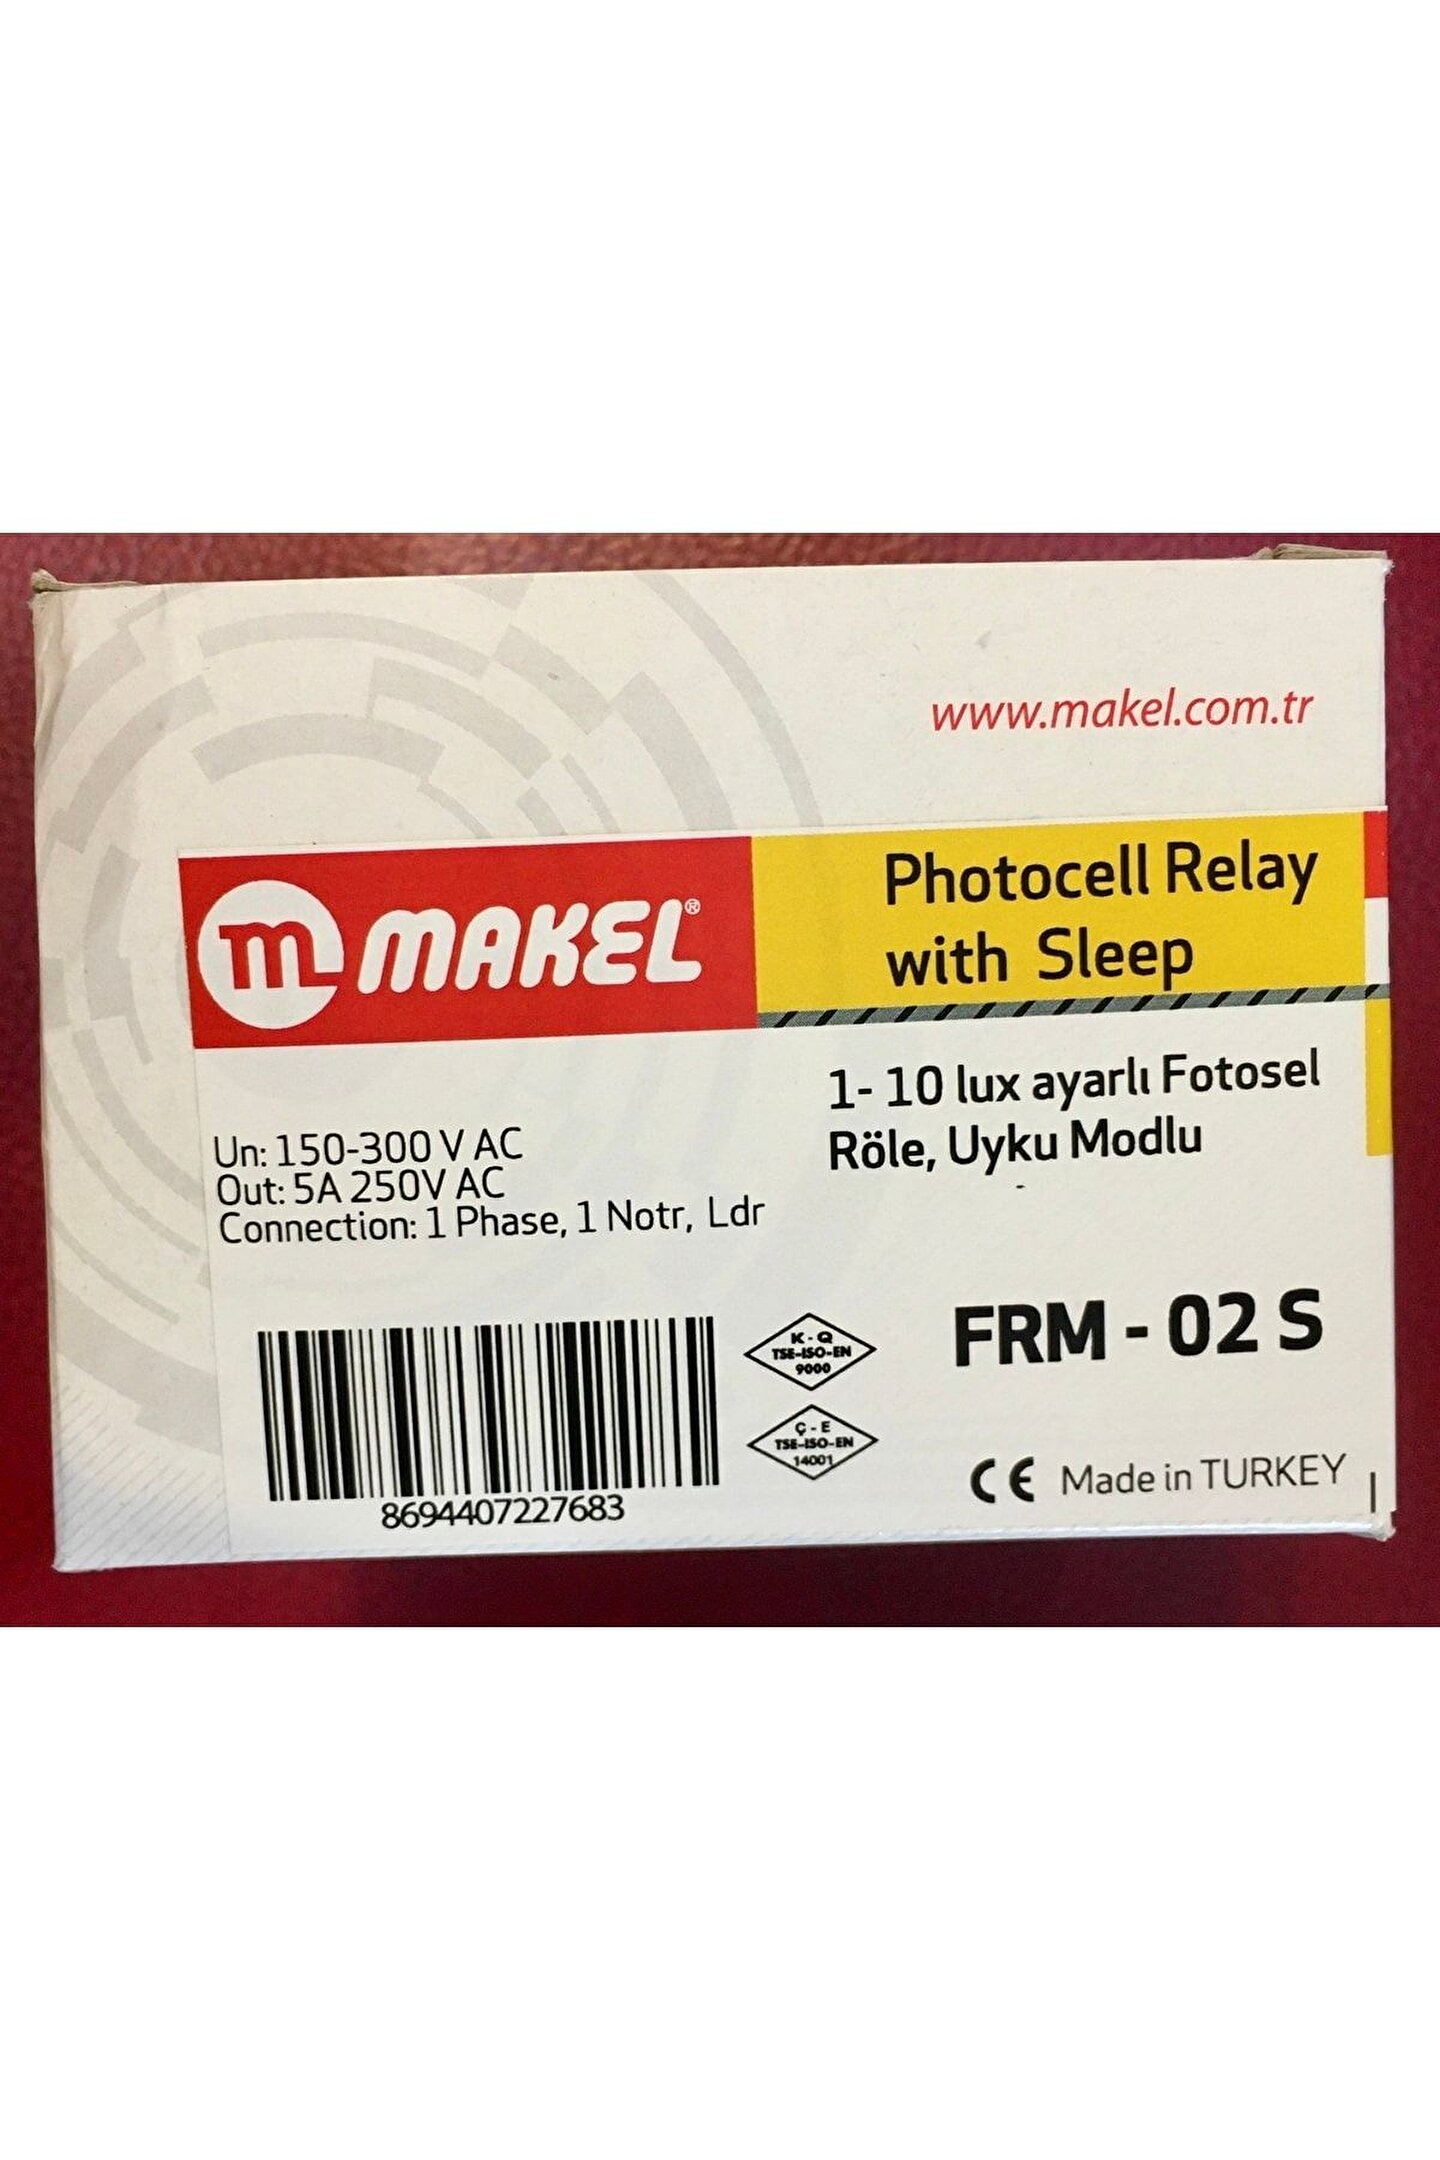 www.makel.com.tr
m MAKEL®
Photocell Relay
with Sleep
1- 10 lux ayarlı Fotosel
Röle, Uyku Modlu
Un: 150-300 V AC
Out: 5A 250V AC
Connection: 1 Phase, 1 Notr, Ldr
8694407227683
K - Q
TSE-ISO-EN
9000
Ç - E
TSE-ISO-EN
14001
FRM - 02 S
CE Made in TURKEY